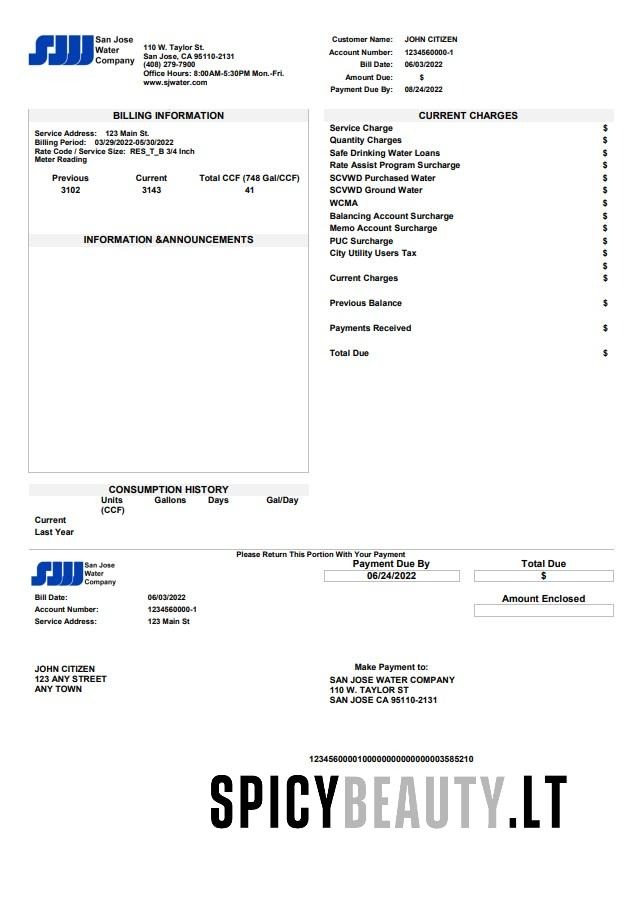 San Jose
Water
Company
110 W. Taylor St.
San Jose, CA 95110-2131
(408) 279-7900
Office Hours: 8:00AM-5:30PM Mon.-Fri.
www.sjwater.com
Customer Name: JOHN CITIZEN
Account Number: 1234560000-1
Bill Date: 06/03/2022
Amount Due: $
Payment Due By: 08/24/2022
BILLING INFORMATION
Service Address: 123 Main St.
Billing Period: 03/29/2022-05/30/2022
Rate Code / Service Size: RES_T_B 3/4 Inch
Meter Reading
Previous Current Total CCF (748 Gal/CCF)
3102 3143 41
INFORMATION &ANNOUNCEMENTS
CURRENT CHARGES
Service Charge $
Quantity Charges $
Safe Drinking Water Loans $
Rate Assist Program Surcharge $
SCVWD Purchased Water $
SCVWD Ground Water $
WCMA $
Balancing Account Surcharge $
Memo Account Surcharge $
PUC Surcharge $
City Utility Users Tax $
$
Current Charges $
Previous Balance $
Payments Received $
Total Due $
CONSUMPTION HISTORY
Units (CCF) Gallons Days Gal/Day
Current
Last Year
Please Return This Portion With Your Payment
San Jose
Water
Company
Payment Due By Total Due
06/24/2022 $
Bill Date: 06/03/2022
Account Number: 1234560000-1
Service Address: 123 Main St
Amount Enclosed
JOHN CITIZEN
123 ANY STREET
ANY TOWN
Make Payment to:
SAN JOSE WATER COMPANY
110 W. TAYLOR ST
SAN JOSE CA 95110-2131
SPICYBEAUTY.LT